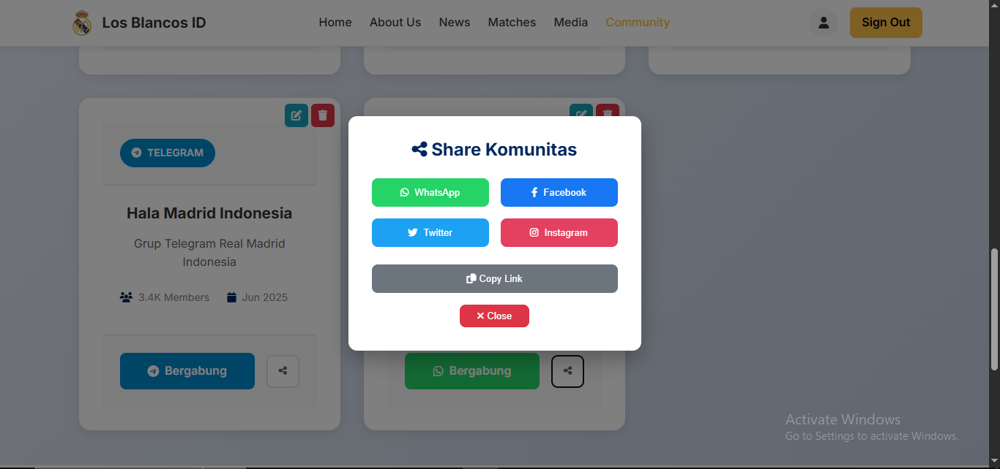 Los Blancos ID
Home About Us News Matches Media Community
Sign Out
TELEGRAM
Hala Madrid Indonesia
Grup Telegram Real Madrid
Indonesia
3.4K Members Jun 2025
Bergabung
Share Komunitas
WhatsApp Facebook
Twitter Instagram
Copy Link
Close
Bergabung
Activate Windows
Go to Settings to activate Windows.